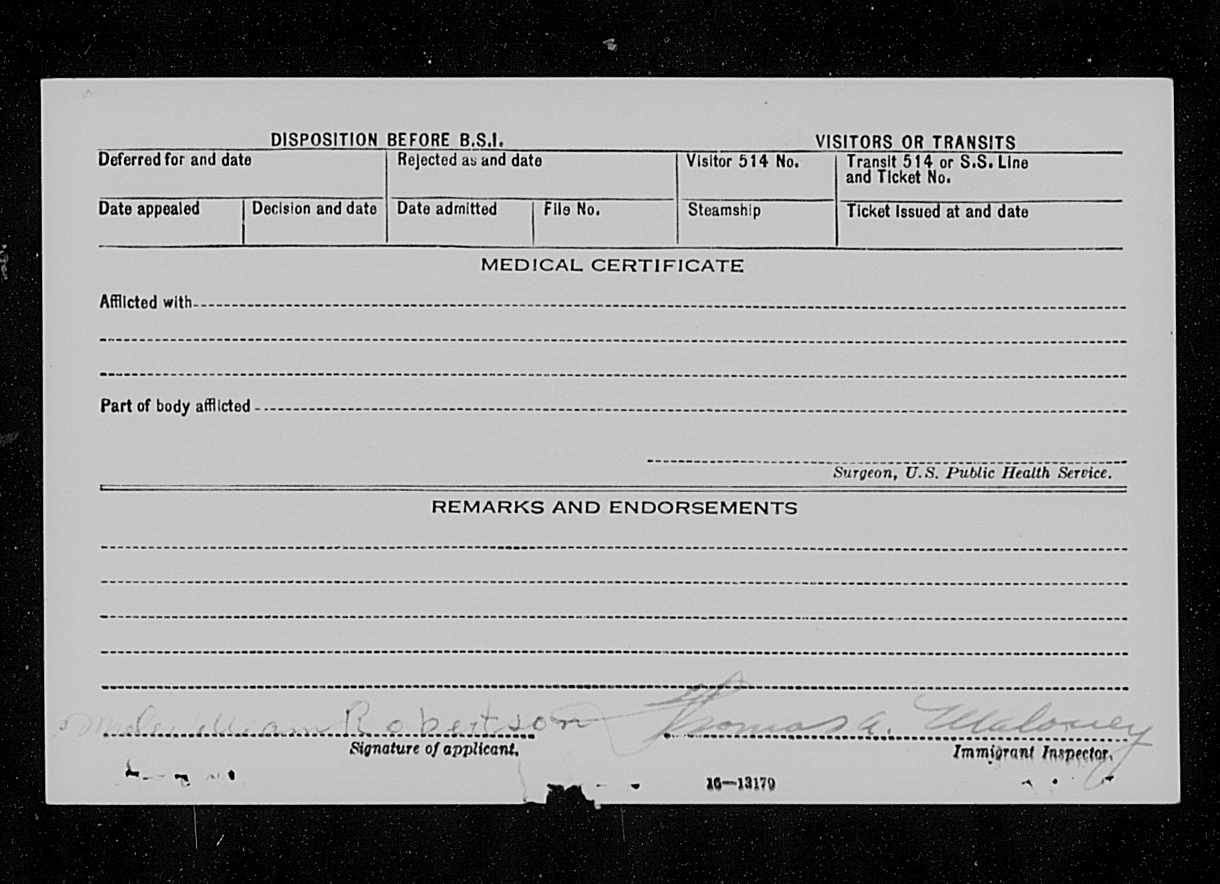 DISPOSITION BEFORE B.S.I. VISITORS OR TRANSITS
Deferred for and date Rejected as and date Visitor 514 No. Transit 514 or S.S. Line
and Ticket No.
Date appealed Decision and date Date admitted File No. Steamship Ticket issued at and date
MEDICAL CERTIFICATE
Afflicted with
Part of body afflicted
Surgeon, U.S. Public Health Service.
REMARKS AND ENDORSEMENTS
William Robertson Thomas A. Maloney
Signature of applicant. Immigrant Inspector.
16—13179